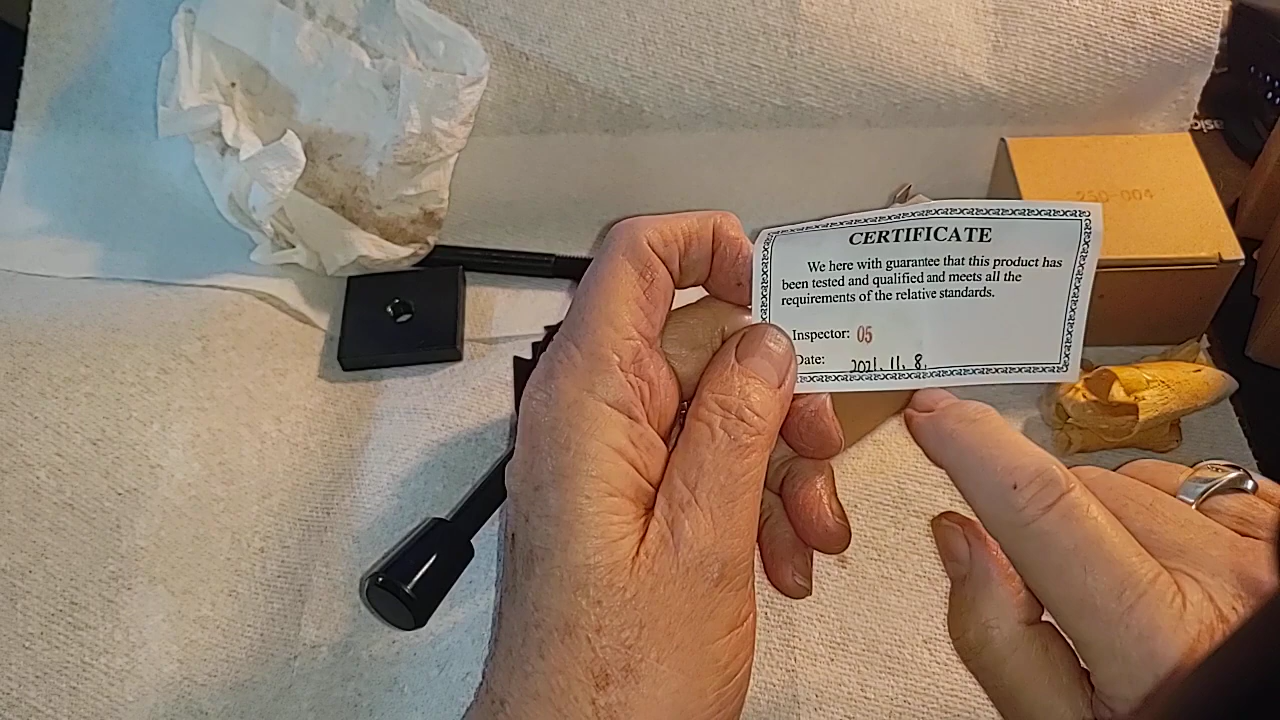 CERTIFICATE
We here with guarantee that this product has
been tested and qualified and meets all the
requirements of the relative standards.
Inspector: 05
Date: 2021. 11. 8.
250-004